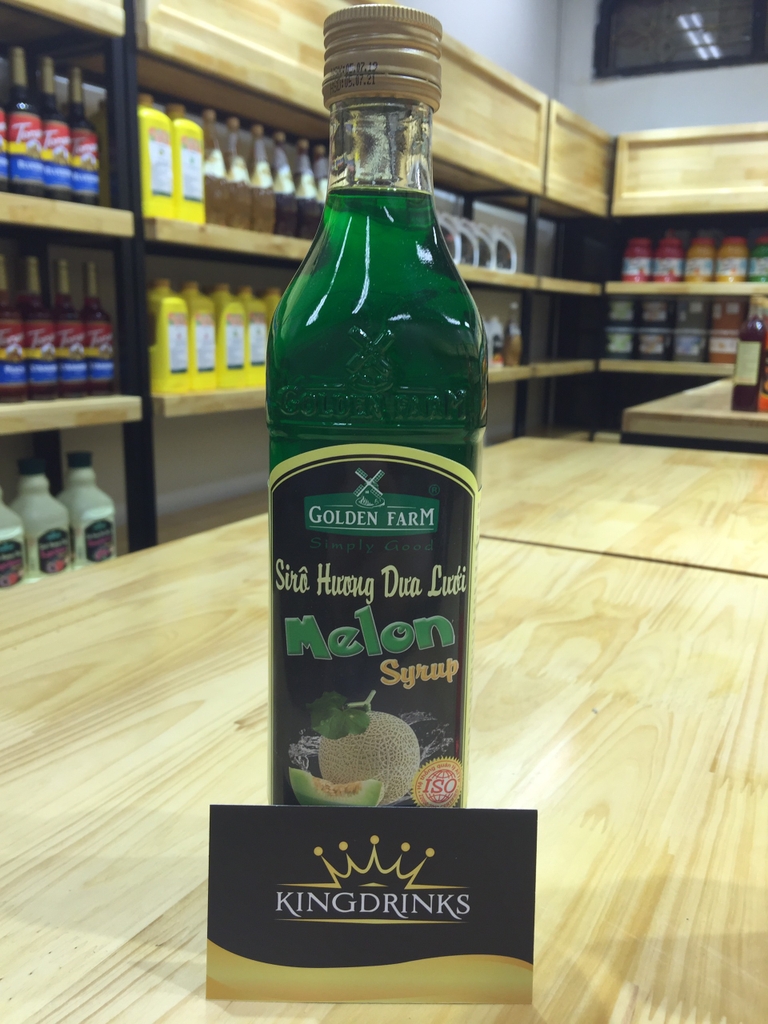 GOLDEN FARM
GOLDEN FARM
®
Simply Good
Sirô Hương Dưa Lưới
Melon
Syrup
ISO
KINGDRINKS